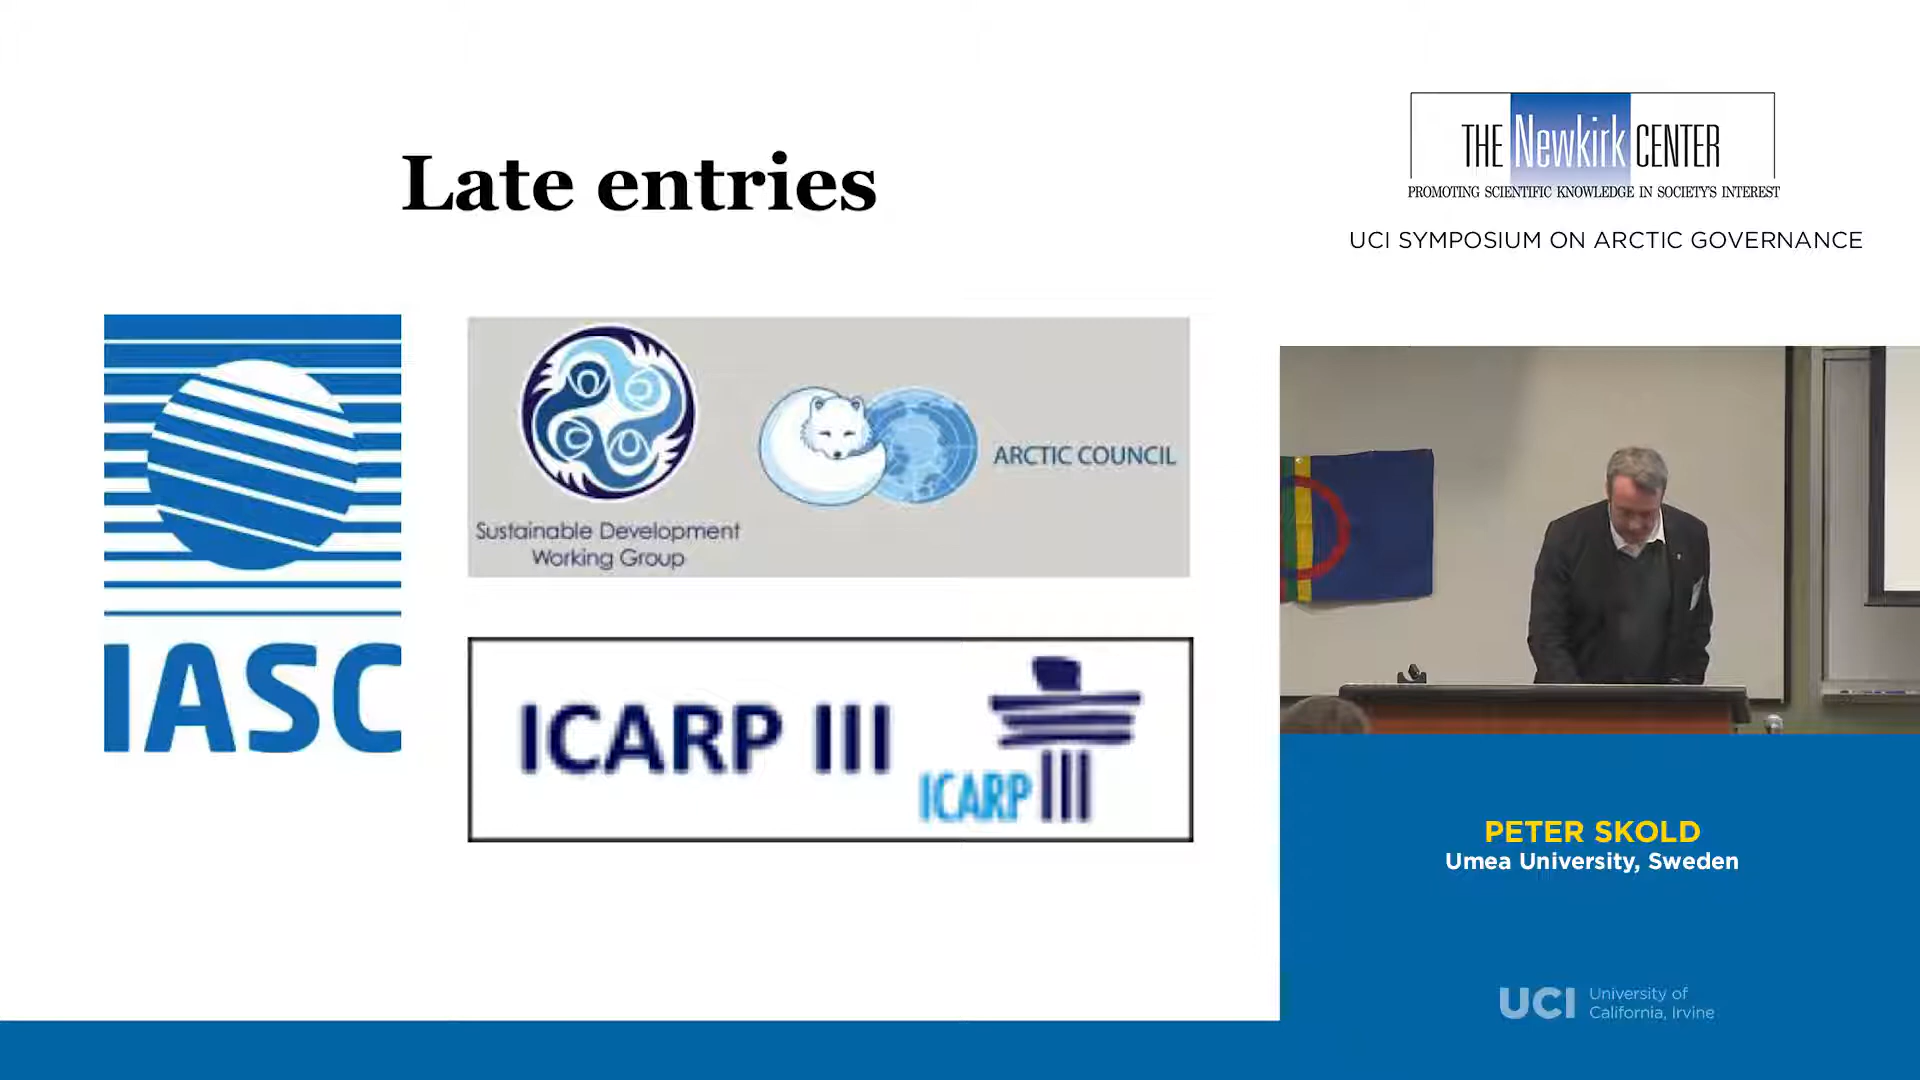 Late entries
IASC
Sustainable Development
Working Group
ARCTIC COUNCIL
ICARP III
ICARP III
THE Newkirk CENTER
PROMOTING SCIENTIFIC KNOWLEDGE IN SOCIETY'S INTEREST
UCI SYMPOSIUM ON ARCTIC GOVERNANCE
PETER SKOLD
Umea University, Sweden
UCI University of
California, Irvine